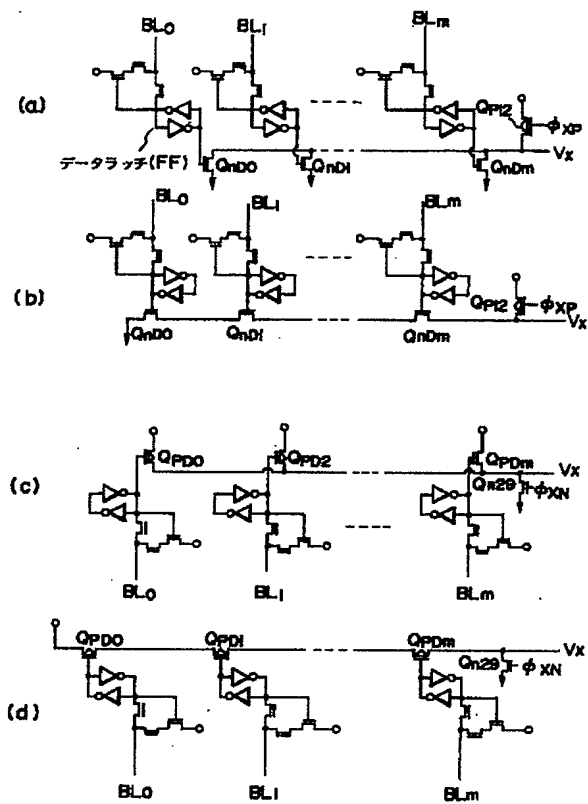 (a)
BL0 BL1 BLm
QP12 φXP
データラッチ(FF) QnD0 QnD1 QnDm VX
(b)
BL0 BL1 BLm
QP12 φXP
QnD0 QnD1 QnDm VX
(c)
QPD0 QPD2 QPDm
VX
Qn29 φXN
BL0 BL1 BLm
(d)
QPD0 QPD1 QPDm VX
Qn29 φXN
BL0 BL1 BLm